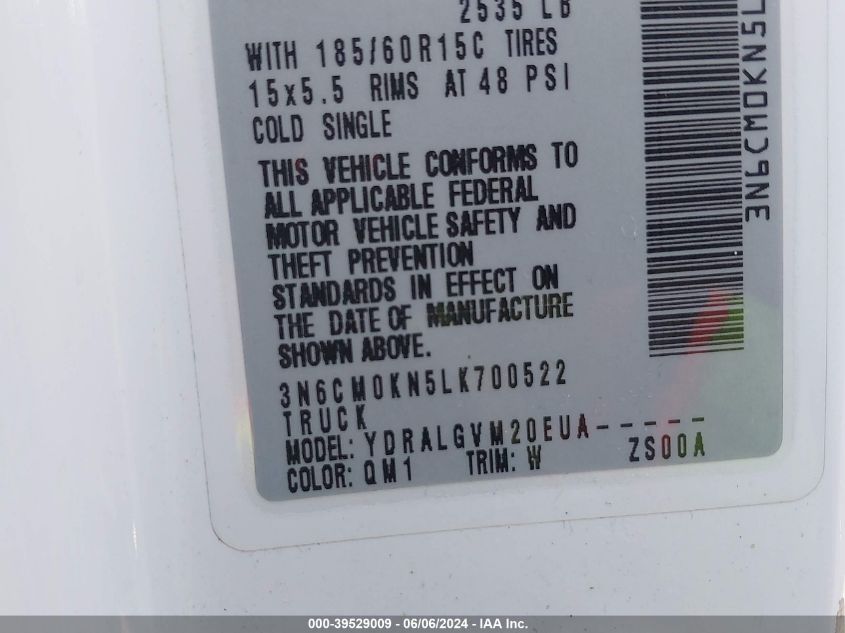 2535 LB
WITH 185/60R15C TIRES
15x5.5 RIMS AT 48 PSI
COLD SINGLE
THIS VEHICLE CONFORMS TO
ALL APPLICABLE FEDERAL
MOTOR VEHICLE SAFETY AND
THEFT PREVENTION
STANDARDS IN EFFECT ON
THE DATE OF MANUFACTURE
SHOWN ABOVE.
3N6CM0KN5LK700522
TRUCK
MODEL: YDRALGVM20EUA-----
COLOR: QM1 TRIM: W ZS00A
3N6CM0KN5L
000-39529009 - 06/06/2024 - IAA Inc.